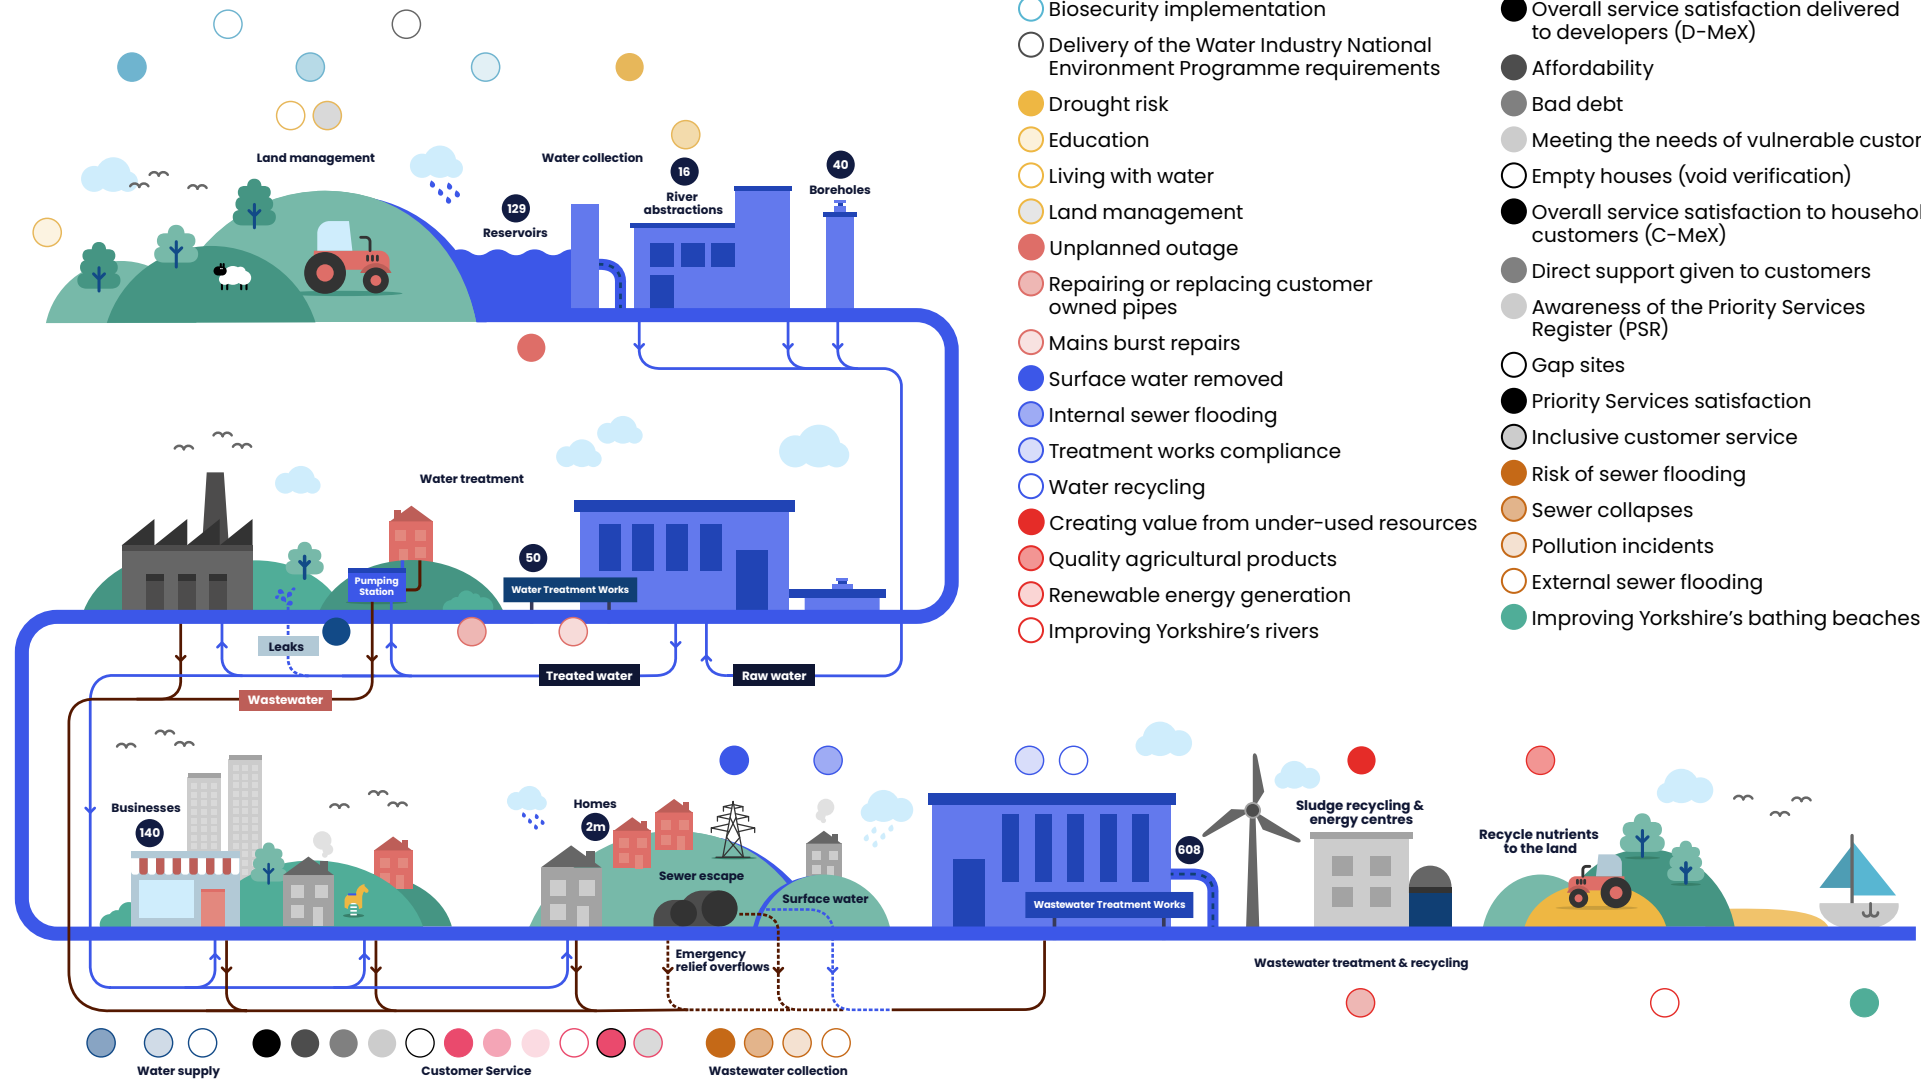 Land management
Water collection
129
Reservoirs
16
River
abstractions
40
Boreholes
Water treatment
Pumping
Station
50
Water Treatment Works
Leaks
Treated water
Raw water
Wastewater
Businesses
140
Homes
2m
Sewer escape
Surface water
Emergency
relief overflows
608
Wastewater Treatment Works
Sludge recycling &
energy centres
Recycle nutrients
to the land
Wastewater treatment & recycling
Water supply
Customer Service
Wastewater collection
Biosecurity implementation
Delivery of the Water Industry National
Environment Programme requirements
Drought risk
Education
Living with water
Land management
Unplanned outage
Repairing or replacing customer
owned pipes
Mains burst repairs
Surface water removed
Internal sewer flooding
Treatment works compliance
Water recycling
Creating value from under-used resources
Quality agricultural products
Renewable energy generation
Improving Yorkshire's rivers
Overall service satisfaction delivered
to developers (D-MeX)
Affordability
Bad debt
Meeting the needs of vulnerable custor
Empty houses (void verification)
Overall service satisfaction to househol
customers (C-MeX)
Direct support given to customers
Awareness of the Priority Services
Register (PSR)
Gap sites
Priority Services satisfaction
Inclusive customer service
Risk of sewer flooding
Sewer collapses
Pollution incidents
External sewer flooding
Improving Yorkshire's bathing beaches